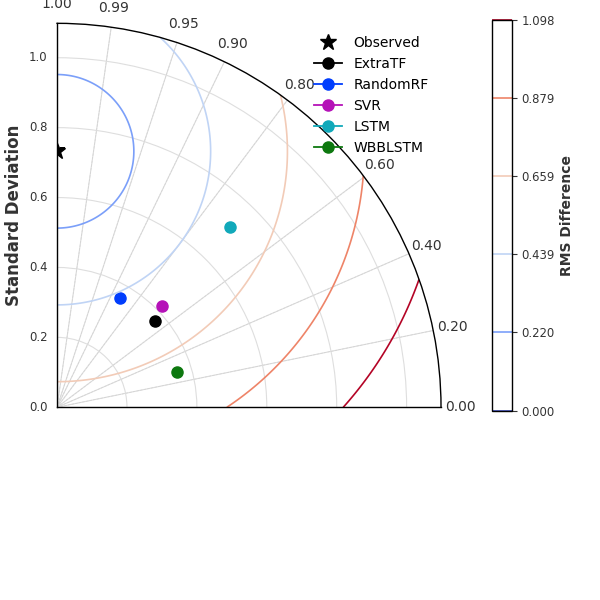 1.00
0.99
0.95
0.90
0.80
0.60
0.40
0.20
0.00
Observed
ExtraTF
RandomRF
SVR
LSTM
WBBLSTM
Standard Deviation
1.0
0.8
0.6
0.4
0.2
0.0
1.098
0.879
0.659
0.439
0.220
0.000
RMS Difference